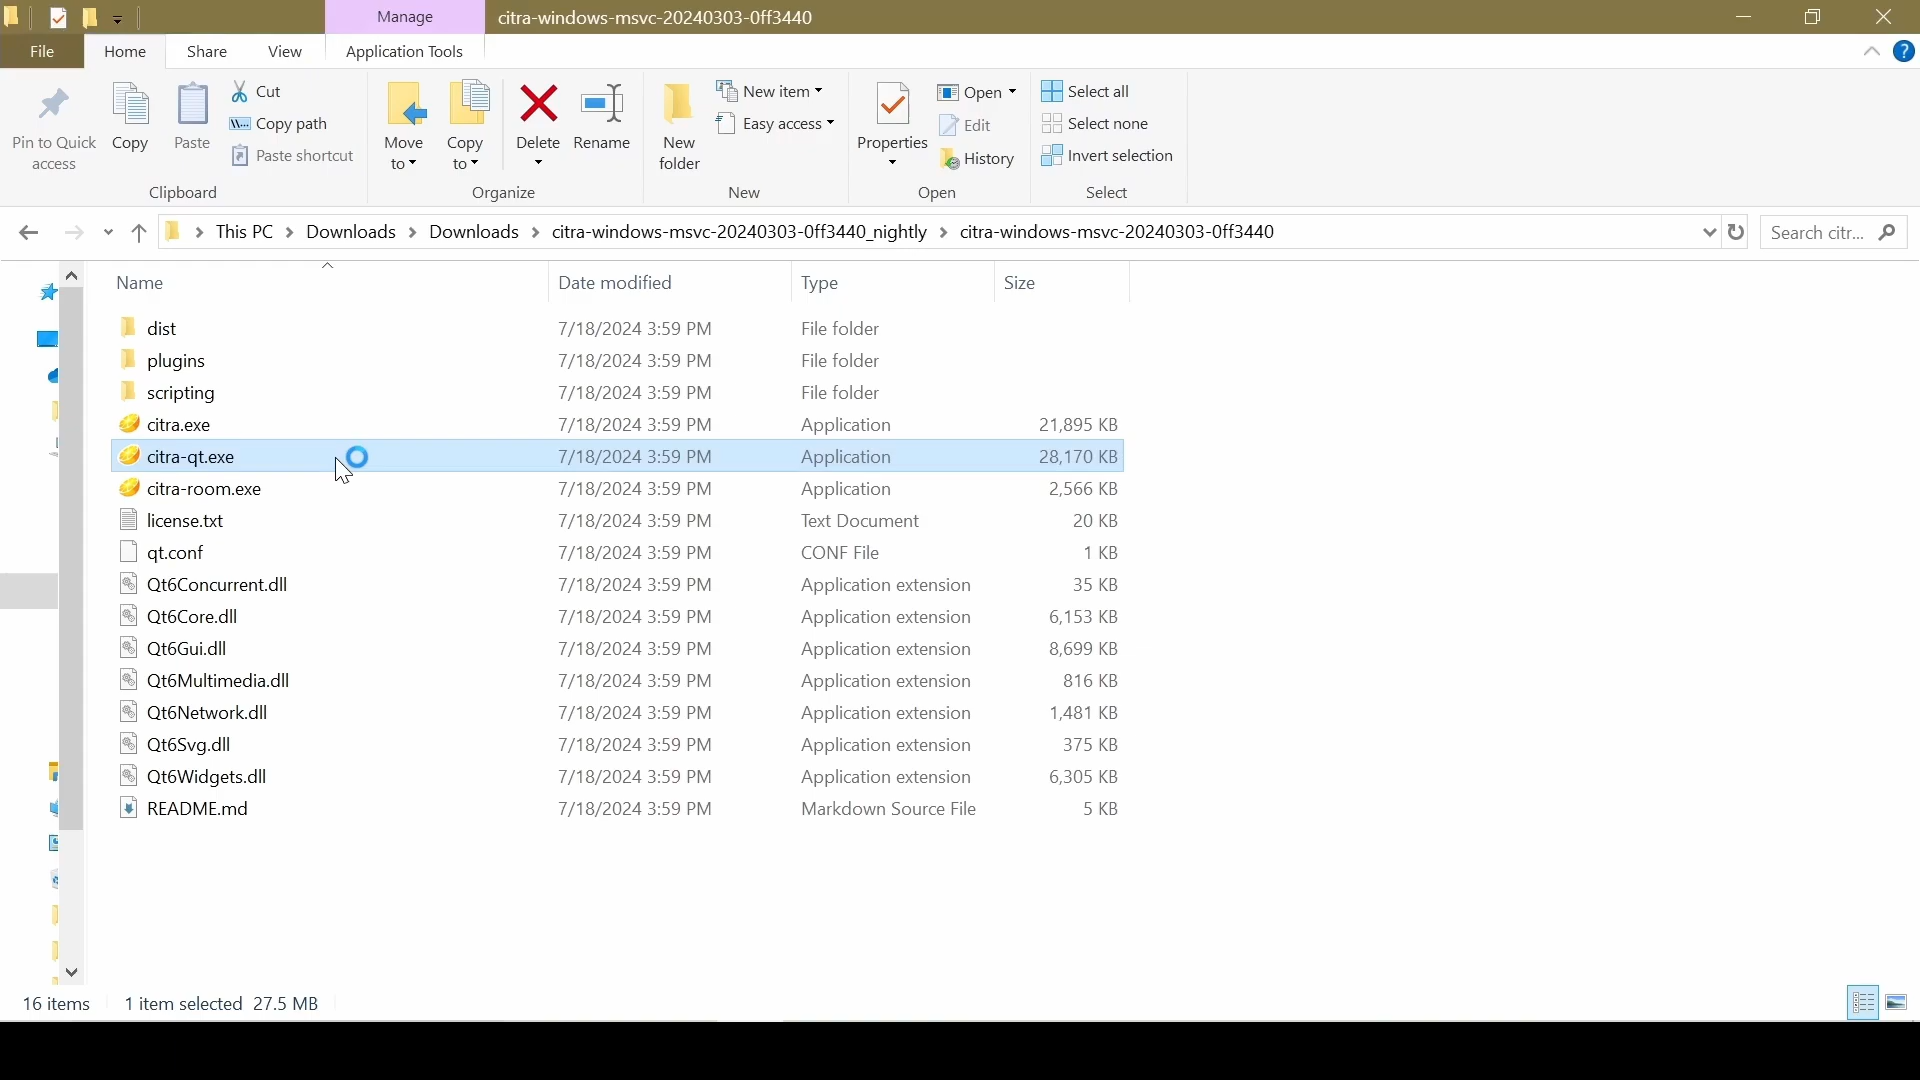 Manage
citra-windows-msvc-20240303-0ff3440
File
Home
Share
View
Application Tools
Pin to Quick access
Copy
Paste
Cut
Copy path
Paste shortcut
Clipboard
Move to
Copy to
Delete
Rename
Organize
New folder
New item
Easy access
New
Properties
Open
Edit
History
Open
Select all
Select none
Invert selection
Select
This PC > Downloads > Downloads > citra-windows-msvc-20240303-0ff3440_nightly > citra-windows-msvc-20240303-0ff3440
Search citr...
Name Date modified Type Size
dist 7/18/2024 3:59 PM File folder
plugins 7/18/2024 3:59 PM File folder
scripting 7/18/2024 3:59 PM File folder
citra.exe 7/18/2024 3:59 PM Application 21,895 KB
citra-qt.exe 7/18/2024 3:59 PM Application 28,170 KB
citra-room.exe 7/18/2024 3:59 PM Application 2,566 KB
license.txt 7/18/2024 3:59 PM Text Document 20 KB
qt.conf 7/18/2024 3:59 PM CONF File 1 KB
Qt6Concurrent.dll 7/18/2024 3:59 PM Application extension 35 KB
Qt6Core.dll 7/18/2024 3:59 PM Application extension 6,153 KB
Qt6Gui.dll 7/18/2024 3:59 PM Application extension 8,699 KB
Qt6Multimedia.dll 7/18/2024 3:59 PM Application extension 816 KB
Qt6Network.dll 7/18/2024 3:59 PM Application extension 1,481 KB
Qt6Svg.dll 7/18/2024 3:59 PM Application extension 375 KB
Qt6Widgets.dll 7/18/2024 3:59 PM Application extension 6,305 KB
README.md 7/18/2024 3:59 PM Markdown Source File 5 KB
16 items 1 item selected 27.5 MB